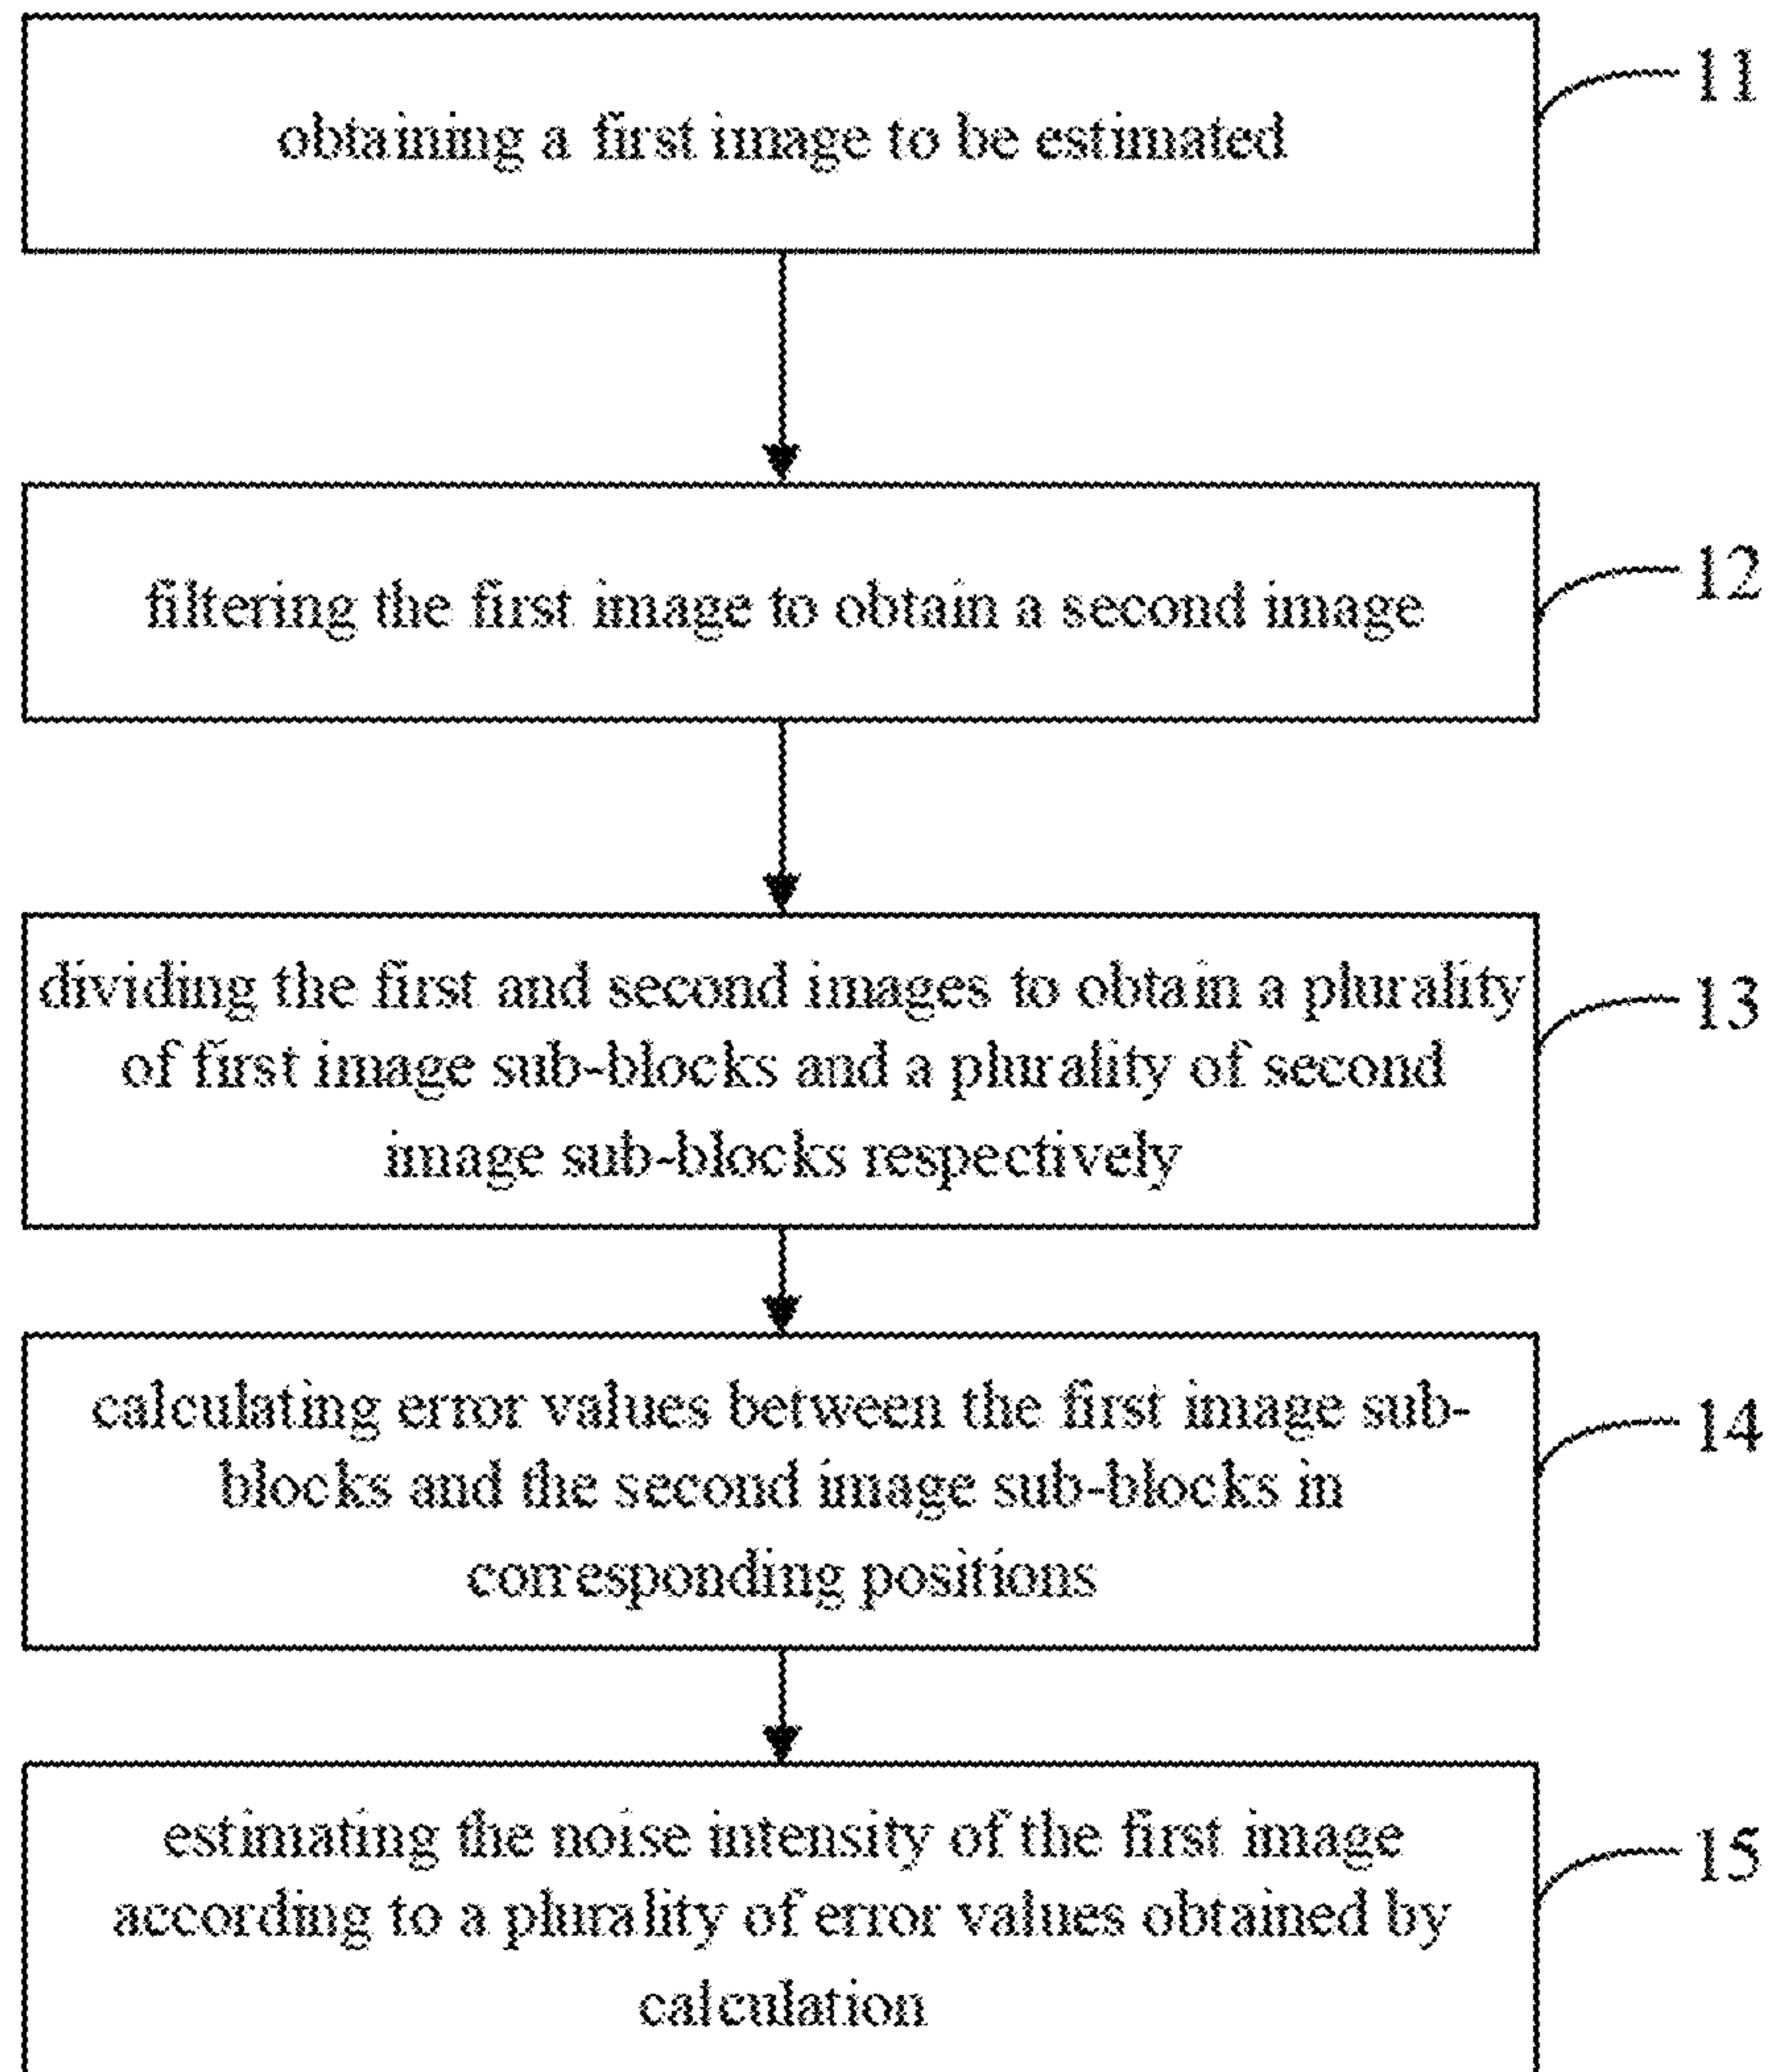 obtaining a first image to be estimated
11
filtering the first image to obtain a second image
12
dividing the first and second images to obtain a plurality
of first image sub-blocks and a plurality of second
image sub-blocks respectively
13
calculating error values between the first image sub-
blocks and the second image sub-blocks in
corresponding positions
14
estimating the noise intensity of the first image
according to a plurality of error values obtained by
calculation
15